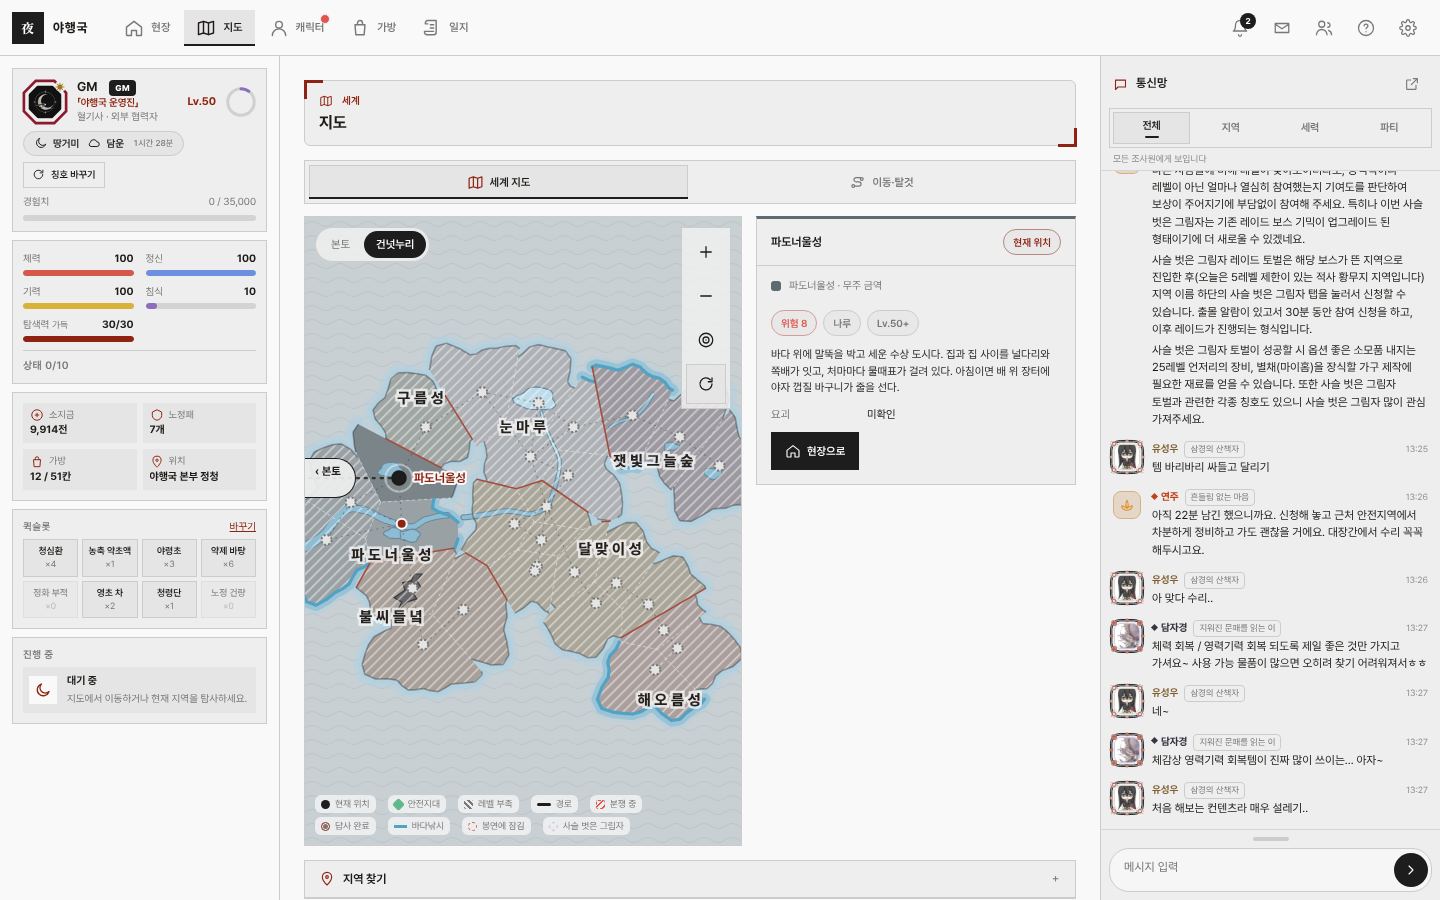 夜 야행국
현장
지도
캐릭터
가방
일지
2
GM GM
「야행국 운영진」
혈기사 · 외부 협력자
Lv.50
땅거미 담운 1시간 28분
칭호 바꾸기
경험치 0 / 35,000
체력 100 정신 100
기력 100 침식 10
탐색력 가득 30/30
상태 0/10
소지금
9,914전
노정패
7개
가방
12 / 51칸
위치
야행국 본부 정청
퀵슬롯 바꾸기
청심환
×4
농축 약초액
×1
야령초
×3
약제 바탕
×6
정화 부적
×0
영초 차
×2
청령단
×1
노정 건량
×0
진행 중
대기 중
지도에서 이동하거나 현재 지역을 탐사하세요.
세계
지도
세계 지도
이동·탈것
본토 건넛누리
구름성
눈마루
잿빛그늘숲
‹ 본토
파도너울성
파도너울성
달맞이성
불씨들녘
해오름성
현재 위치 안전지대 레벨 부족 경로 분쟁 중
답사 완료 바다낚시 봉연에 잠김 사슬 벗은 그림자
파도너울성 현재 위치
파도너울성 · 무주 금역
위험 8 나루 Lv.50+
바다 위에 말뚝을 박고 세운 수상 도시다. 집과 집 사이를 널다리와
쪽배가 잇고, 처마마다 물때표가 걸려 있다. 아침이면 배 위 장터에
야자 껍질 바구니가 줄을 선다.
요괴 미확인
현장으로
지역 찾기 +
통신망
전체 지역 세력 파티
모든 조사원에게 보입니다
레벨이 아닌 얼마나 열심히 참여했는지 기여도를 판단하여
보상이 주어지기에 부담없이 참여해 주세요. 특히나 이번 사슬
벗은 그림자는 기존 레이드 보스 기믹이 업그레이드 된
형태이기에 더 새로울 수 있겠네요.
사슬 벗은 그림자 레이드 토벌은 해당 보스가 뜬 지역으로
진입한 후(오늘은 5레벨 제한이 있는 적사 황무지 지역입니다)
지역 이름 하단의 사슬 벗은 그림자 탭을 눌러서 신청할 수
있습니다. 출몰 알람이 있고서 30분 동안 참여 신청을 하고,
이후 레이드가 진행되는 형식입니다.
사슬 벗은 그림자 토벌이 성공할 시 옵션 좋은 소모품 내지는
25레벨 언저리의 장비, 별채(마이홈)을 장식할 가구 제작에
필요한 재료를 얻을 수 있습니다. 또한 사슬 벗은 그림자
토벌과 관련한 각종 칭호도 있으니 사슬 벗은 그림자 많이 관심
가져주세요.
유성우 삼경의 산책자 13:25
템 바리바리 싸들고 달리기
연주 흔들림 없는 마음 13:26
아직 22분 남긴 했으니까요. 신청해 놓고 근처 안전지역에서
차분하게 정비하고 가도 괜찮을 거에요. 대장간에서 수리 꼭꼭
해두시고요.
유성우 삼경의 산책자 13:26
아 맞다 수리..
담자경 지워진 문패를 읽는 이 13:27
체력 회복 / 영력기력 회복 되도록 제일 좋은 것만 가지고
가셔요~ 사용 가능 물품이 많으면 오히려 찾기 어려워져서ㅎㅎ
유성우 삼경의 산책자 13:27
네~
담자경 지워진 문패를 읽는 이 13:27
체감상 영력기력 회복템이 진짜 많이 쓰이는... 아자~
유성우 삼경의 산책자 13:27
처음 해보는 컨텐츠라 매우 설레기..
메시지 입력